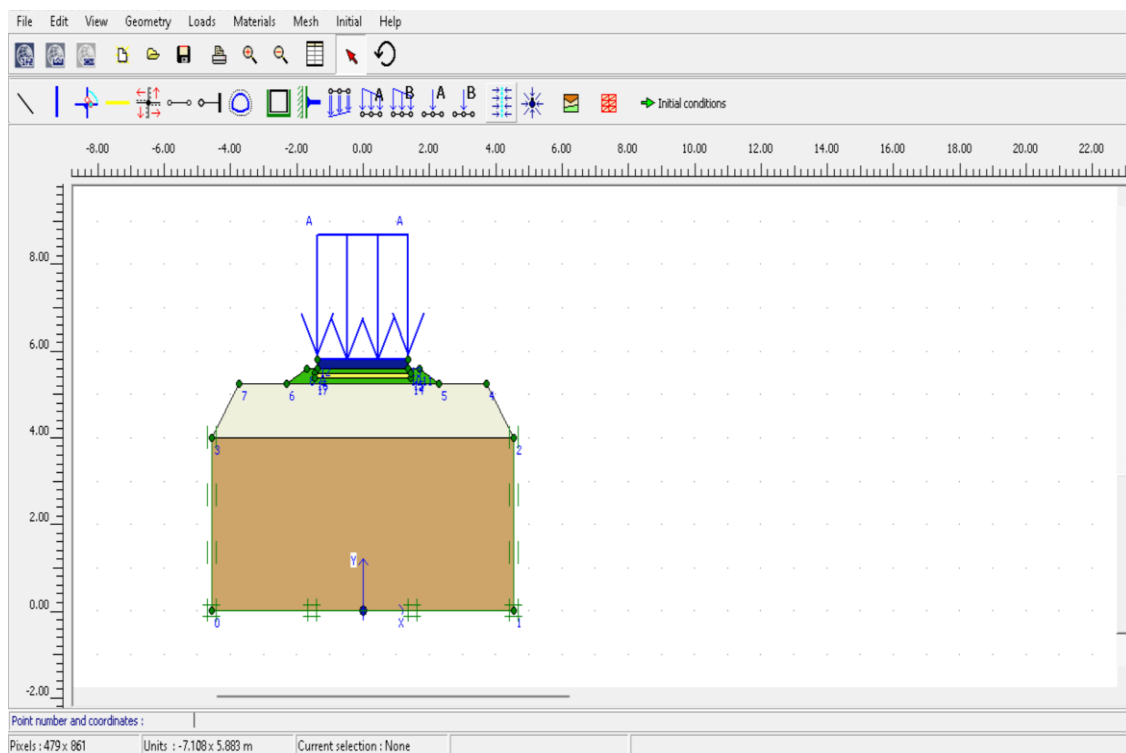 File Edit View Geometry Loads Materials Mesh Initial Help
A B A B Initial conditions
-8.00 -6.00 -4.00 -2.00 0.00 2.00 4.00 6.00 8.00 10.00 12.00 14.00 16.00 18.00 20.00 22.00
A A
8.00
6.00
7 6 5 4
4.00
3 2
2.00
Y
0.00
0 X 1
-2.00
Point number and coordinates :
Pixels : 479 x 861 Units : -7.108 x 5.883 m Current selection : None